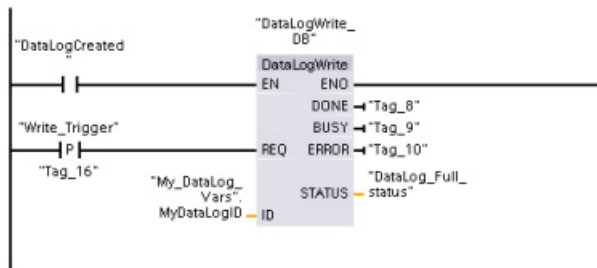 "DataLogWrite_
DB"
"DataLogCreated
"
DataLogWrite
EN ENO
DONE "Tag_8"
BUSY "Tag_9"
"Write_Trigger"
P
REQ ERROR "Tag_10"
"Tag_16"
"My_DataLog_
Vars".
MyDataLogID ID
"DataLog_Full_
STATUS status"